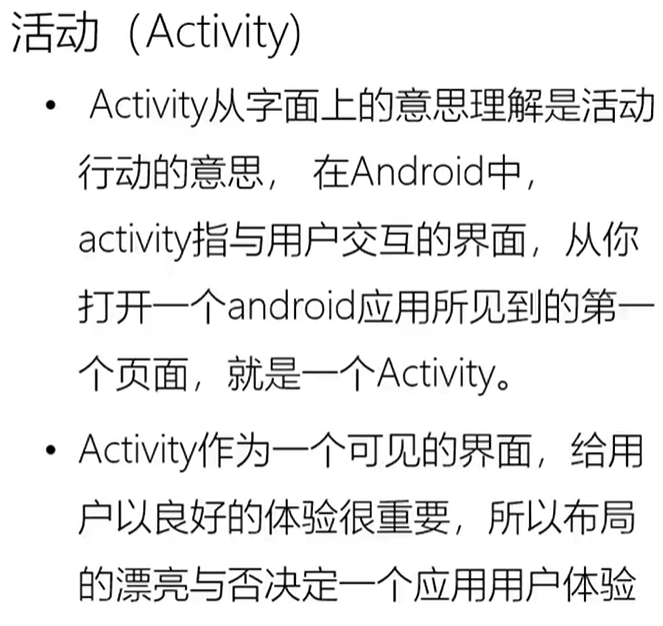 活动（Activity)
• Activity从字面上的意思理解是活动
行动的意思， 在Android中，
activity指与用户交互的界面，从你
打开一个android应用所见到的第一
个页面，就是一个Activity。
• Activity作为一个可见的界面，给用
户以良好的体验很重要，所以布局
的漂亮与否决定一个应用用户体验